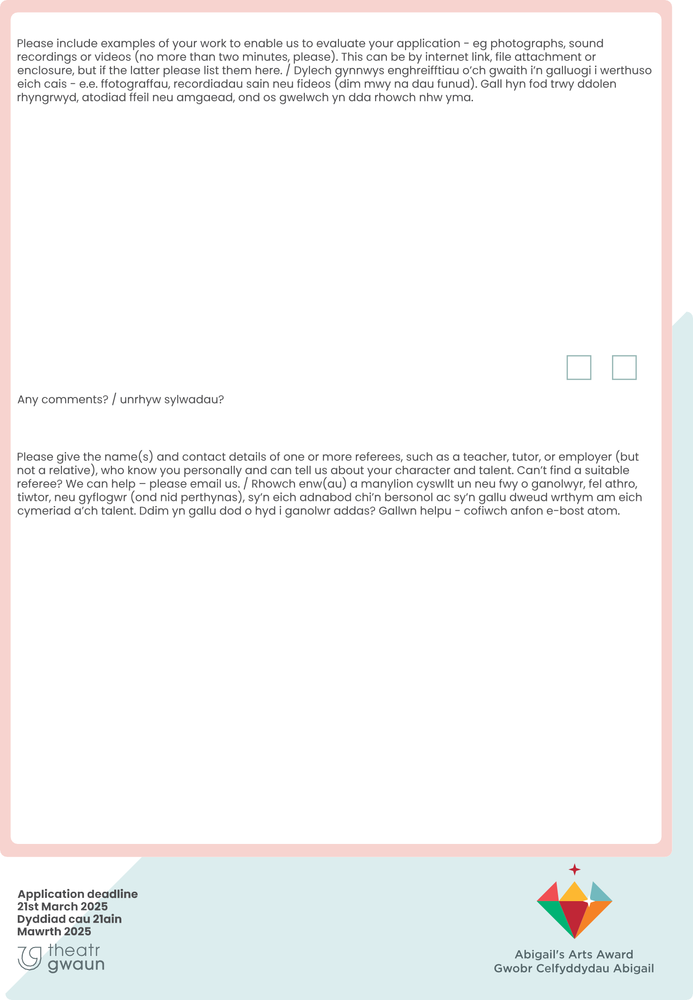 Please include examples of your work to enable us to evaluate your application - eg photographs, sound
recordings or videos (no more than two minutes, please). This can be by internet link, file attachment or
enclosure, but if the latter please list them here. / Dylech gynnwys enghreifftiau o’ch gwaith i’n galluogi i werthuso
eich cais - e.e. ffotograffau, recordiadau sain neu fideos (dim mwy na dau funud). Gall hyn fod trwy ddolen
rhyngrwyd, atodiad ffeil neu amgaead, ond os gwelwch yn dda rhowch nhw yma.
Any comments? / unrhyw sylwadau?
Please give the name(s) and contact details of one or more referees, such as a teacher, tutor, or employer (but
not a relative), who know you personally and can tell us about your character and talent. Can’t find a suitable
referee? We can help – please email us. / Rhowch enw(au) a manylion cyswllt un neu fwy o ganolwyr, fel athro,
tiwtor, neu gyflogwr (ond nid perthynas), sy’n eich adnabod chi’n bersonol ac sy’n gallu dweud wrthym am eich
cymeriad a’ch talent. Ddim yn gallu dod o hyd i ganolwr addas? Gallwn helpu - cofiwch anfon e-bost atom.
Application deadline
21st March 2025
Dyddiad cau 21ain
Mawrth 2025
theatr
gwaun
Abigail's Arts Award
Gwobr Celfyddydau Abigail